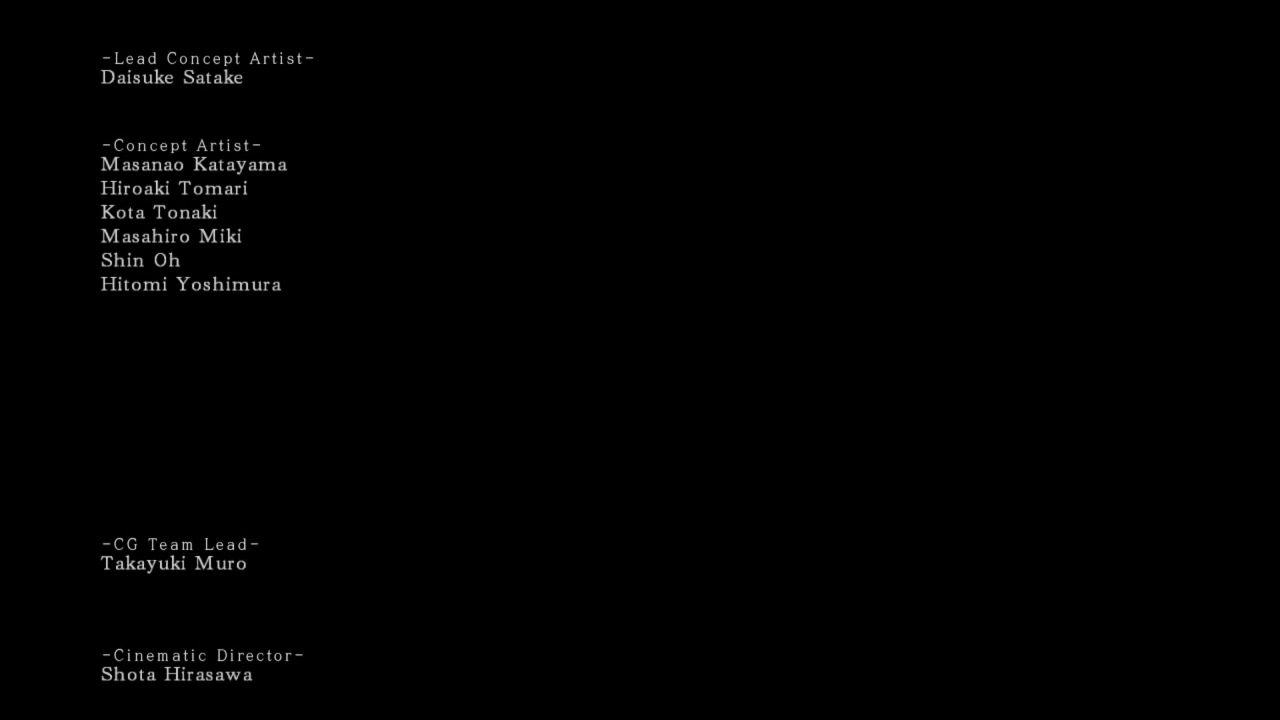 -Lead Concept Artist-
Daisuke Satake
-Concept Artist-
Masanao Katayama
Hiroaki Tomari
Kota Tonaki
Masahiro Miki
Shin Oh
Hitomi Yoshimura
-CG Team Lead-
Takayuki Muro
-Cinematic Director-
Shota Hirasawa